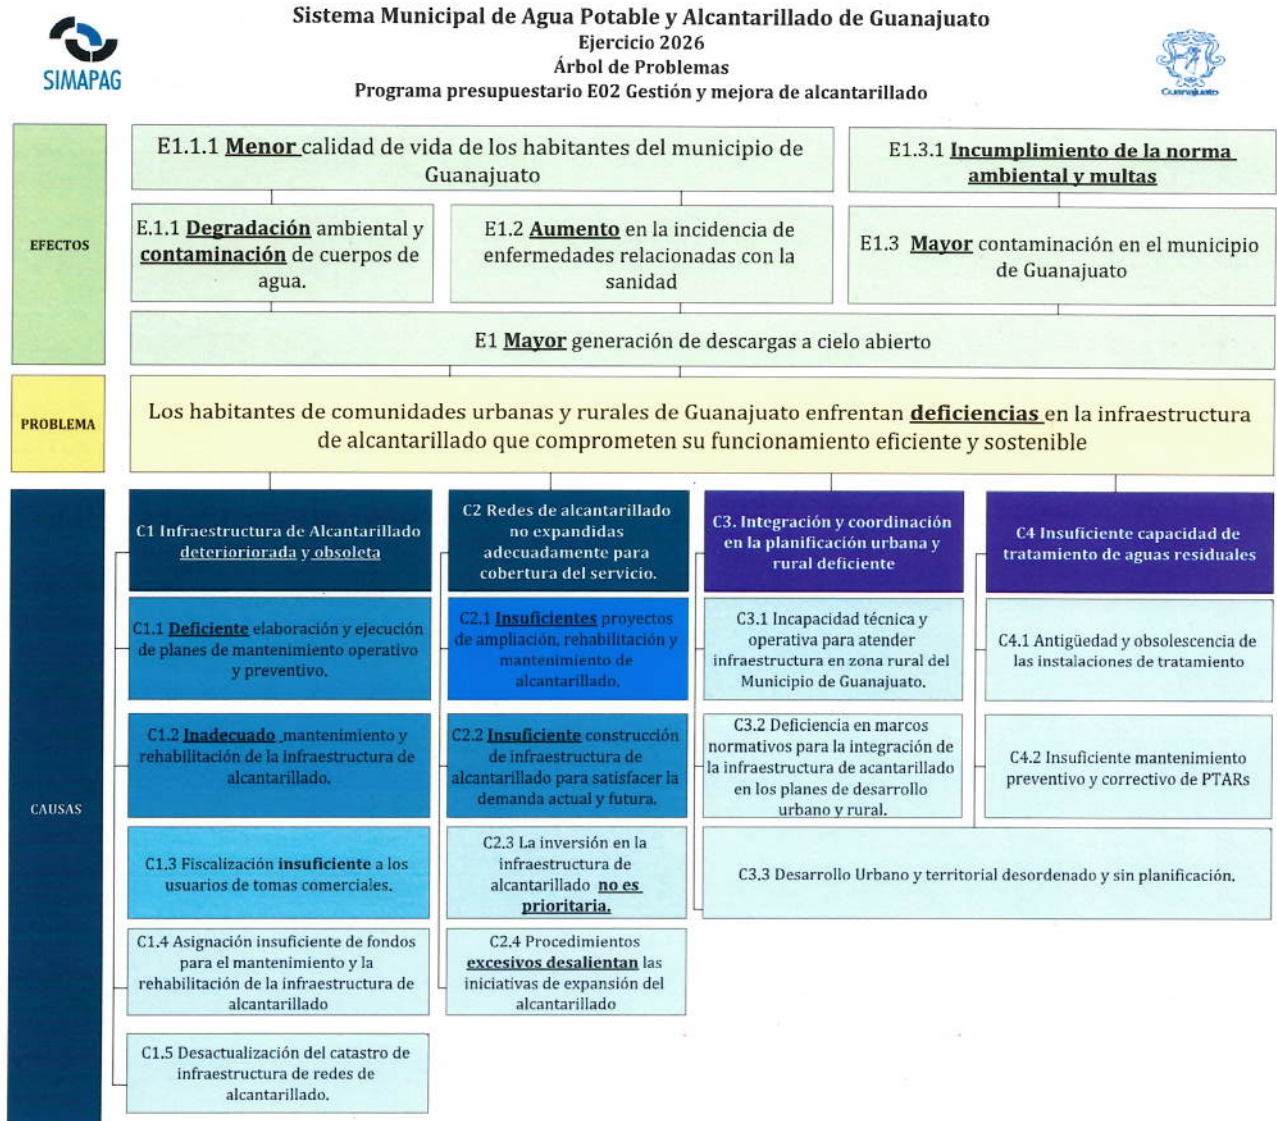 Sistema Municipal de Agua Potable y Alcantarillado de Guanajuato
Ejercicio 2026
Árbol de Problemas
Programa presupuestario E02 Gestión y mejora de alcantarillado
SIMAPAG
Guanajuato
EFECTOS
E1.1.1 Menor calidad de vida de los habitantes del municipio de
Guanajuato
E1.3.1 Incumplimiento de la norma
ambiental y multas
E.1.1 Degradación ambiental y
contaminación de cuerpos de
agua.
E1.2 Aumento en la incidencia de
enfermedades relacionadas con la
sanidad
E1.3 Mayor contaminación en el municipio
de Guanajuato
E1 Mayor generación de descargas a cielo abierto
PROBLEMA
Los habitantes de comunidades urbanas y rurales de Guanajuato enfrentan deficiencias en la infraestructura
de alcantarillado que comprometen su funcionamiento eficiente y sostenible
CAUSAS
C1 Infraestructura de Alcantarillado
deterioriorada y obsoleta
C1.1 Deficiente elaboración y ejecución
de planes de mantenimiento operativo
y preventivo.
C1.2 Inadecuado mantenimiento y
rehabilitación de la infraestructura de
alcantarillado.
C1.3 Fiscalización insuficiente a los
usuarios de tomas comerciales.
C1.4 Asignación insuficiente de fondos
para el mantenimiento y la
rehabilitación de la infraestructura de
alcantarillado
C1.5 Desactualización del catastro de
infraestructura de redes de
alcantarillado.
C2 Redes de alcantarillado
no expandidas
adecuadamente para
cobertura del servicio.
C2.1 Insuficientes proyectos
de ampliación, rehabilitación y
mantenimiento de
alcantarillado.
C2.2 Insuficiente construcción
de infraestructura de
alcantarillado para satisfacer la
demanda actual y futura.
C2.3 La inversión en la
infraestructura de
alcantarillado no es
prioritaria.
C2.4 Procedimientos
excesivos desalientan las
iniciativas de expansión del
alcantarillado
C3. Integración y coordinación
en la planificación urbana y
rural deficiente
C3.1 Incapacidad técnica y
operativa para atender
infraestructura en zona rural del
Municipio de Guanajuato.
C3.2 Deficiencia en marcos
normativos para la integración de
la infraestructura de acantarillado
en los planes de desarrollo
urbano y rural.
C3.3 Desarrollo Urbano y territorial desordenado y sin planificación.
C4 Insuficiente capacidad de
tratamiento de aguas residuales
C4.1 Antigüedad y obsolescencia de
las instalaciones de tratamiento
C4.2 Insuficiente mantenimiento
preventivo y correctivo de PTARs